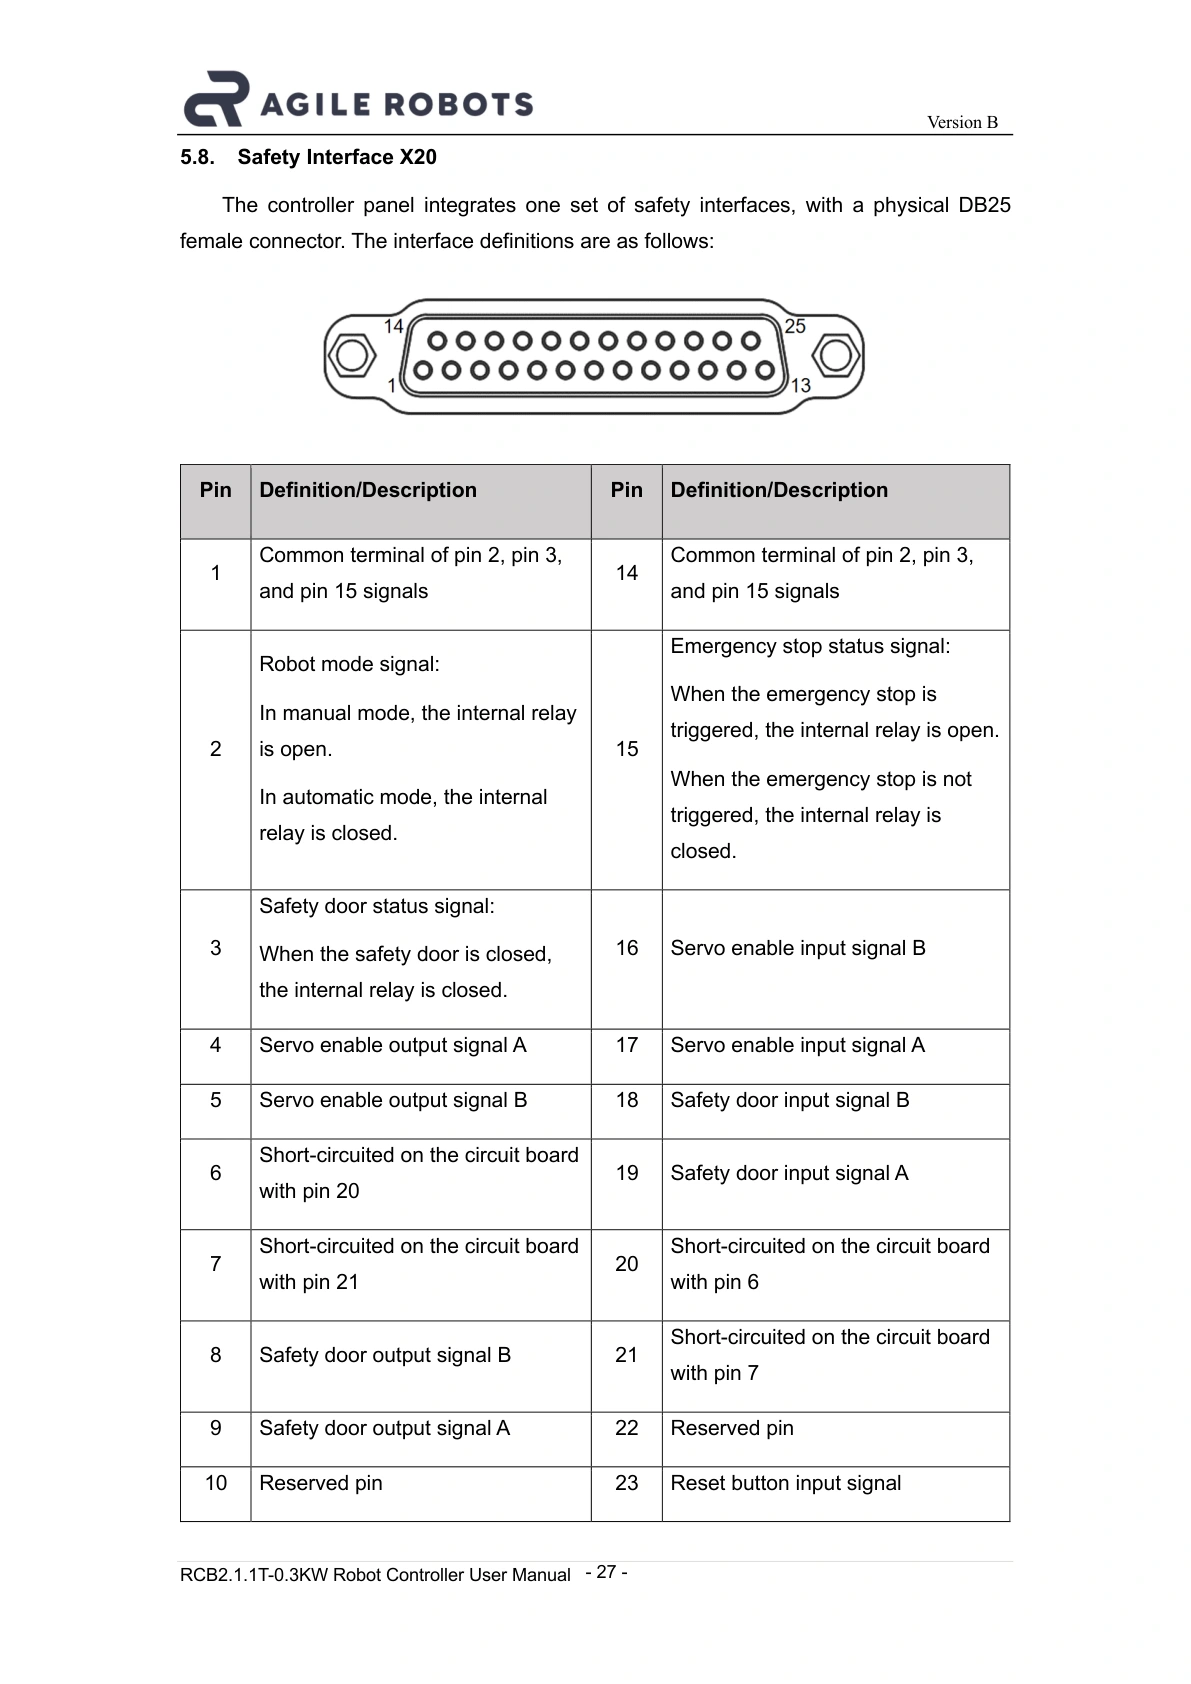 AGILE ROBOTS
Version B
5.8. Safety Interface X20
The controller panel integrates one set of safety interfaces, with a physical DB25
female connector. The interface definitions are as follows:
14
25
1
13
Pin Definition/Description Pin Definition/Description
1
Common terminal of pin 2, pin 3,
and pin 15 signals
14
Common terminal of pin 2, pin 3,
and pin 15 signals
2
Robot mode signal:
In manual mode, the internal relay
is open.
In automatic mode, the internal
relay is closed.
15
Emergency stop status signal:
When the emergency stop is
triggered, the internal relay is open.
When the emergency stop is not
triggered, the internal relay is
closed.
3
Safety door status signal:
When the safety door is closed,
the internal relay is closed.
16
Servo enable input signal B
4 Servo enable output signal A 17 Servo enable input signal A
5 Servo enable output signal B 18 Safety door input signal B
6
Short-circuited on the circuit board
with pin 20
19
Safety door input signal A
7
Short-circuited on the circuit board
with pin 21
20
Short-circuited on the circuit board
with pin 6
8
Safety door output signal B
21
Short-circuited on the circuit board
with pin 7
9 Safety door output signal A 22 Reserved pin
10 Reserved pin 23 Reset button input signal
RCB2.1.1T-0.3KW Robot Controller User Manual - 27 -